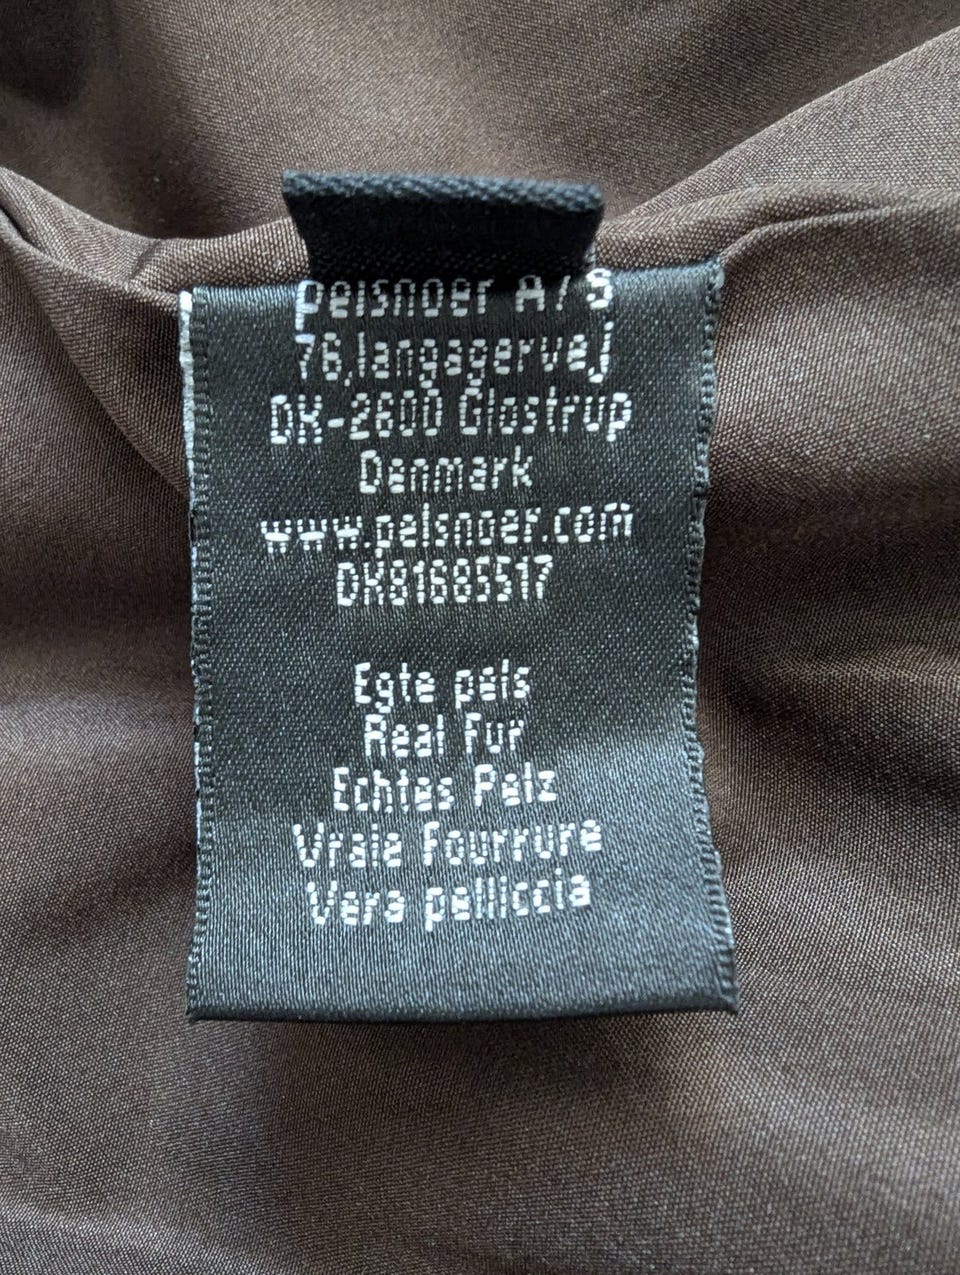 pelsnoer A/S
76,langagervej
DK-2600 Glostrup
Danmark
www.pelsnoer.com
DK81685517
Egte pels
Real Fur
Echtes Pelz
Vraie Fourrure
Vera pelliccia